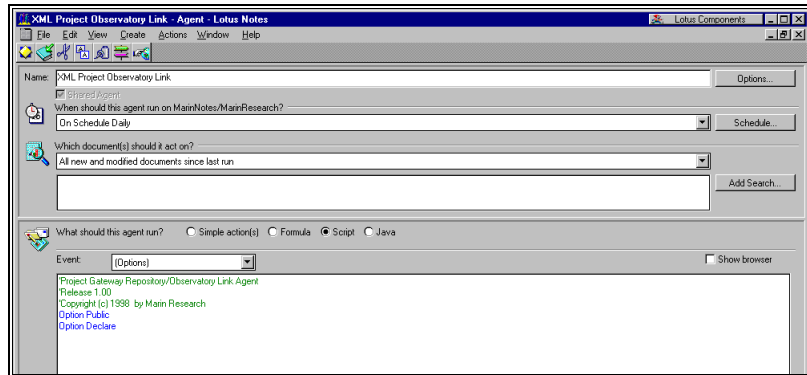 XML Project Observatory Link - Agent - Lotus Notes
Lotus Components
File Edit View Create Actions Window Help
Name: XML Project Observatory Link
Options...
Shared Agent
When should this agent run on MarinNotes/MarinResearch?
On Schedule Daily
Schedule...
Which document(s) should it act on?
All new and modified documents since last run
Add Search...
What should this agent run? Simple action(s) Formula Script Java
Event: (Options) Show browser
'Project Gateway Repository/Observatory Link Agent
'Release 1.00
'Copyright (c) 1998 by Marin Research
Option Public
Option Declare